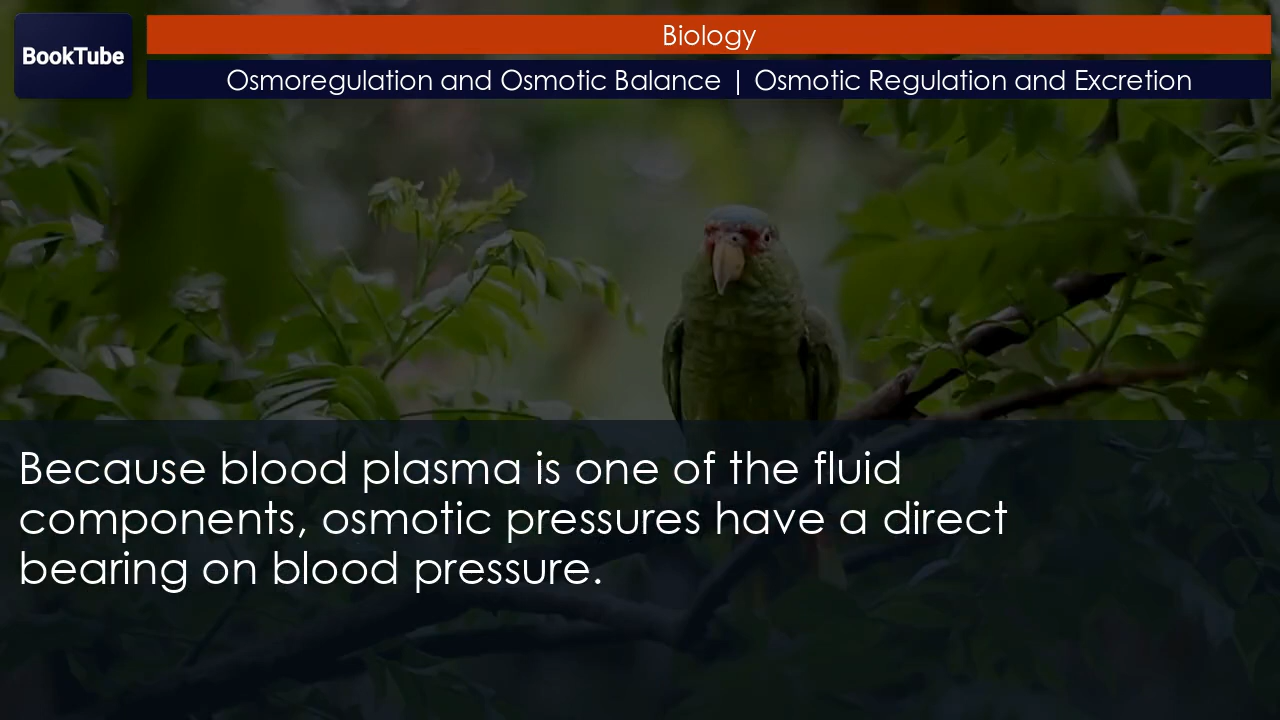 BookTube
Biology
Osmoregulation and Osmotic Balance | Osmotic Regulation and Excretion
Because blood plasma is one of the fluid
components, osmotic pressures have a direct
bearing on blood pressure.